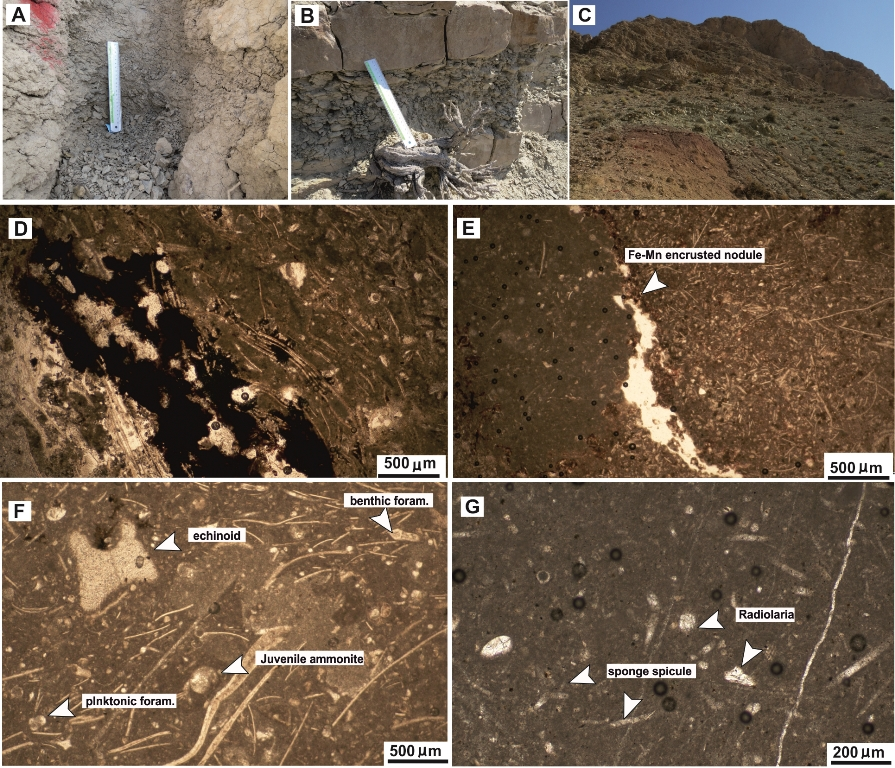 A
B
C
D
500 µm
E
Fe-Mn encrusted nodule
500 µm
F
benthic foram.
echinoid
Juvenile ammonite
plnktonic foram.
500 µm
G
Radiolaria
sponge spicule
200 µm